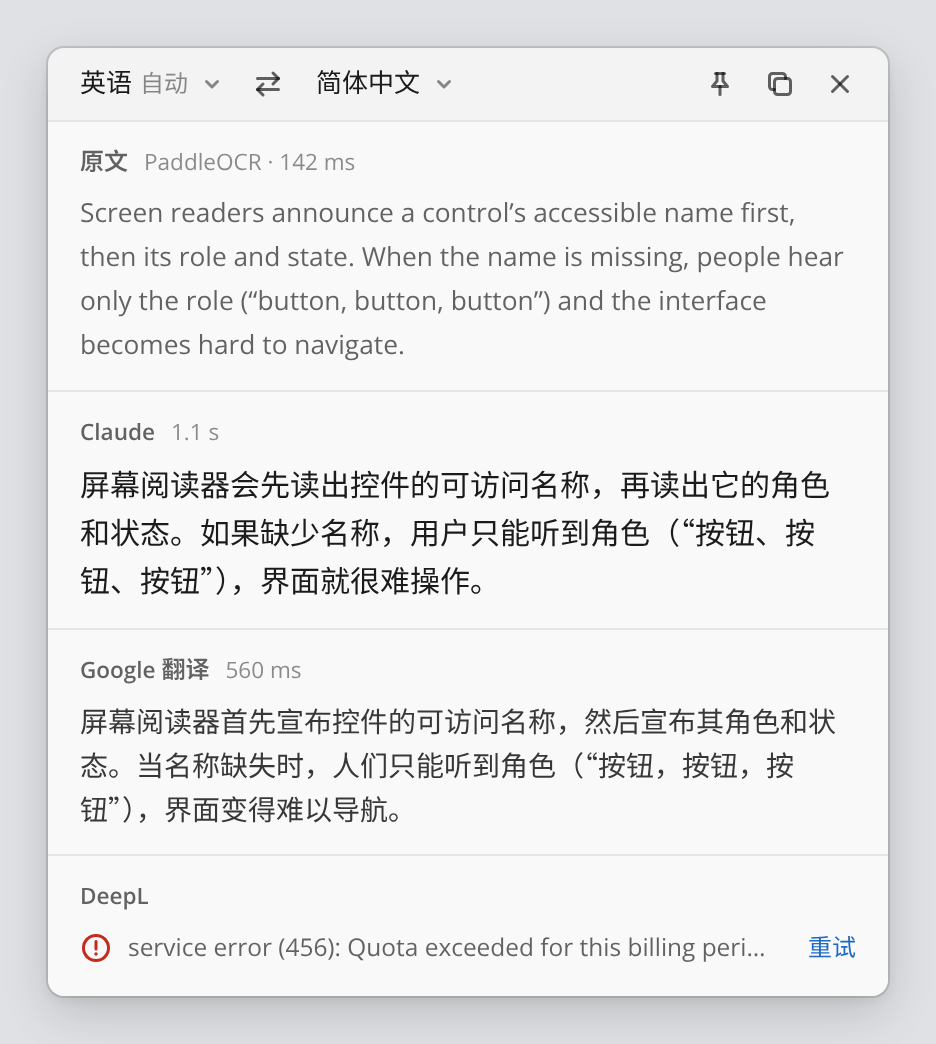 英语 自动 简体中文
原文 PaddleOCR · 142 ms
Screen readers announce a control’s accessible name first,
then its role and state. When the name is missing, people hear
only the role (“button, button, button”) and the interface
becomes hard to navigate.
Claude 1.1 s
屏幕阅读器会先读出控件的可访问名称，再读出它的角色
和状态。如果缺少名称，用户只能听到角色（“按钮、按
钮、按钮”），界面就很难操作。
Google 翻译 560 ms
屏幕阅读器首先宣布控件的可访问名称，然后宣布其角色和状
态。当名称缺失时，人们只能听到角色（“按钮，按钮，按
钮”），界面变得难以导航。
DeepL
service error (456): Quota exceeded for this billing peri... 重试